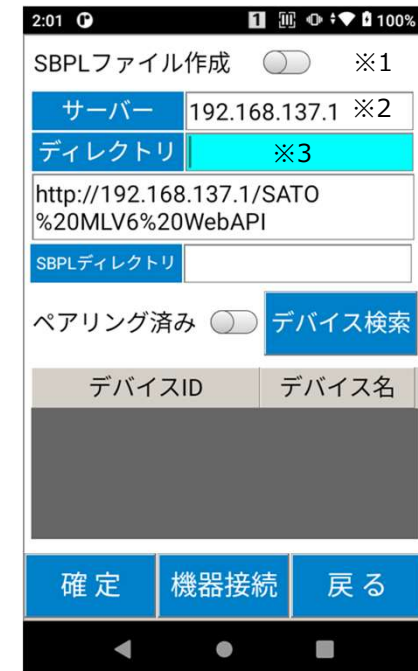 2:01 1 100%
SBPLファイル作成 ※1
サーバー 192.168.137.1 ※2
ディレクトリ ※3
http://192.168.137.1/SATO
%20MLV6%20WebAPI
SBPLディレクトリ
ペアリング済み デバイス検索
デバイスID デバイス名
確 定 機器接続 戻 る